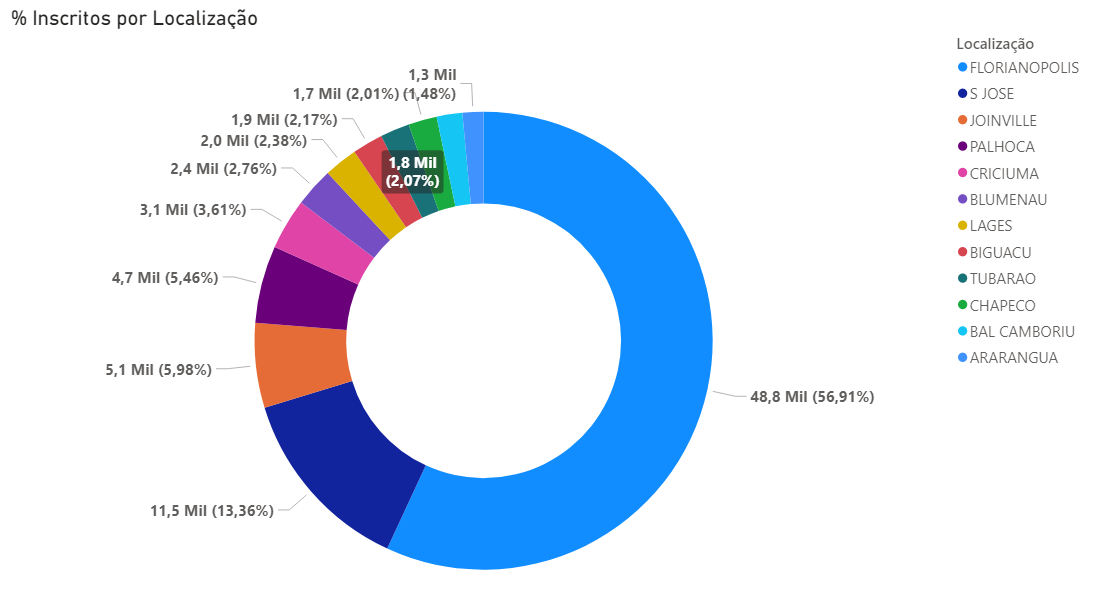 % Inscritos por Localização
Localização
FLORIANOPOLIS
S JOSE
JOINVILLE
PALHOCA
CRICIUMA
BLUMENAU
LAGES
BIGUACU
TUBARAO
CHAPECO
BAL CAMBORIU
ARARANGUA
1,3 Mil
(1,48%)
1,7 Mil (2,01%)
1,9 Mil (2,17%)
2,0 Mil (2,38%)
1,8 Mil
(2,07%)
2,4 Mil (2,76%)
3,1 Mil (3,61%)
4,7 Mil (5,46%)
5,1 Mil (5,98%)
11,5 Mil (13,36%)
48,8 Mil (56,91%)